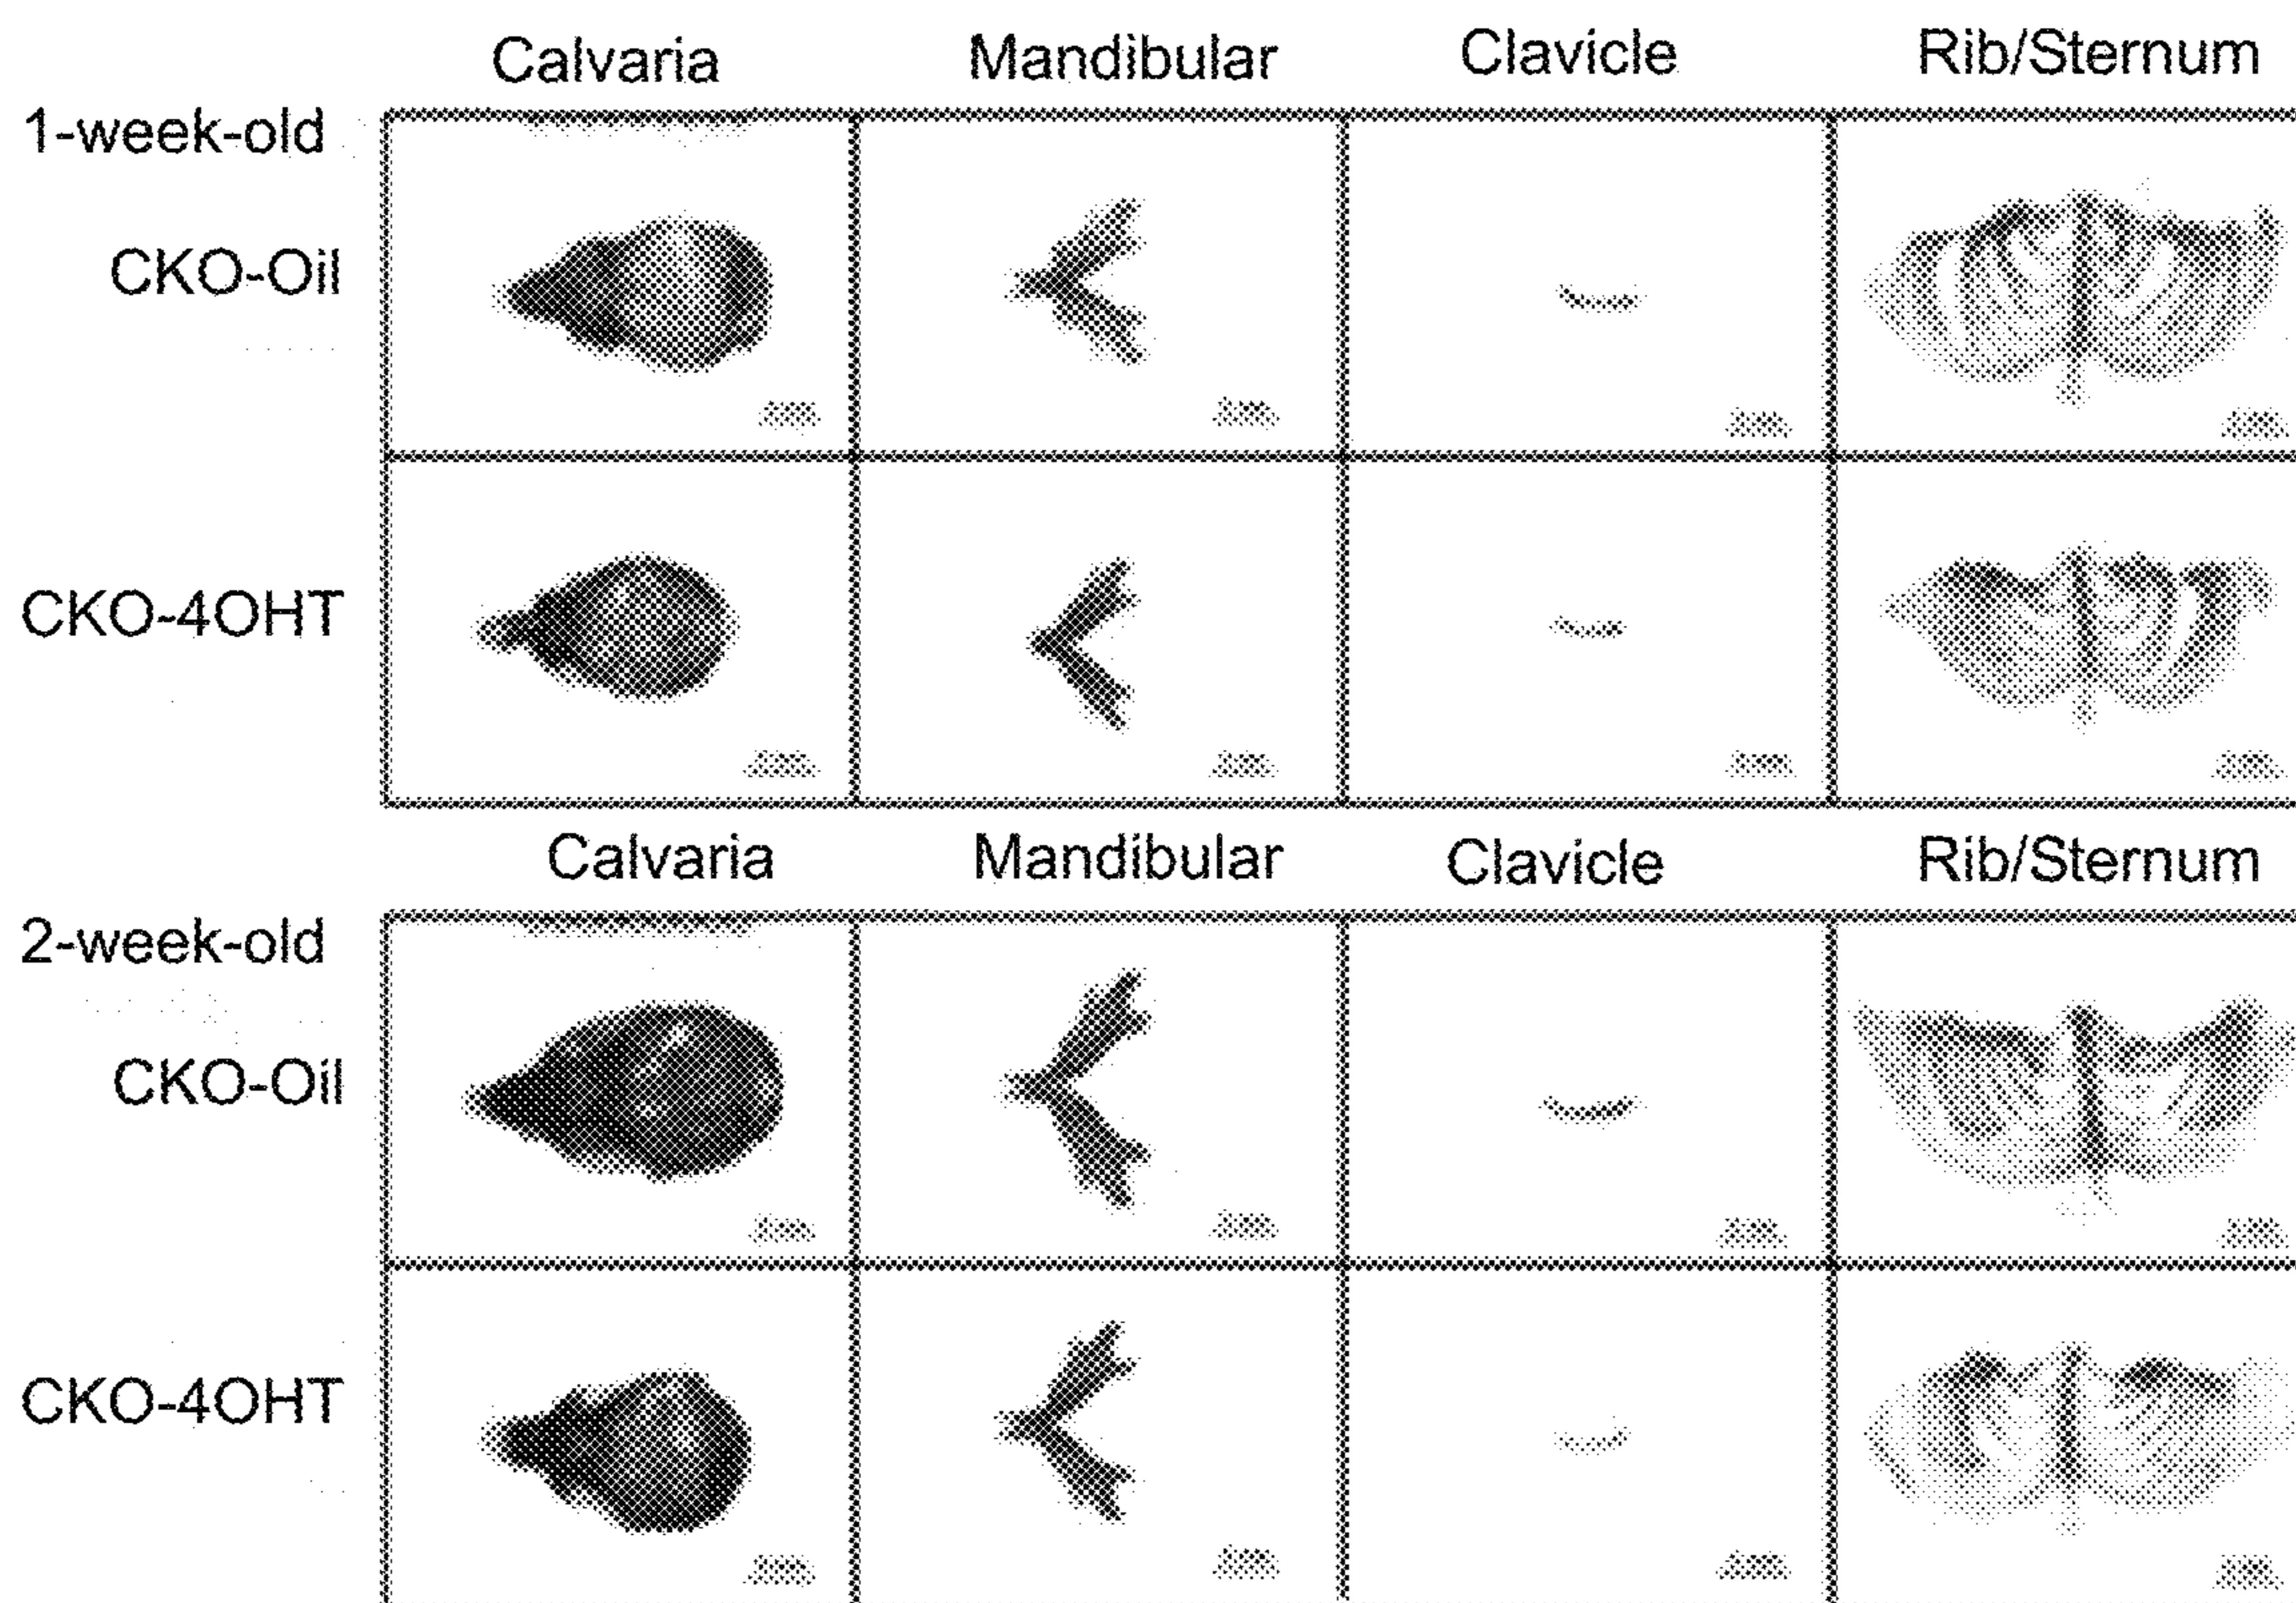 Calvaria Mandibular Clavicle Rib/Sternum
1-week-old
CKO-Oil
CKO-4OHT
Calvaria Mandibular Clavicle Rib/Sternum
2-week-old
CKO-Oil
CKO-4OHT